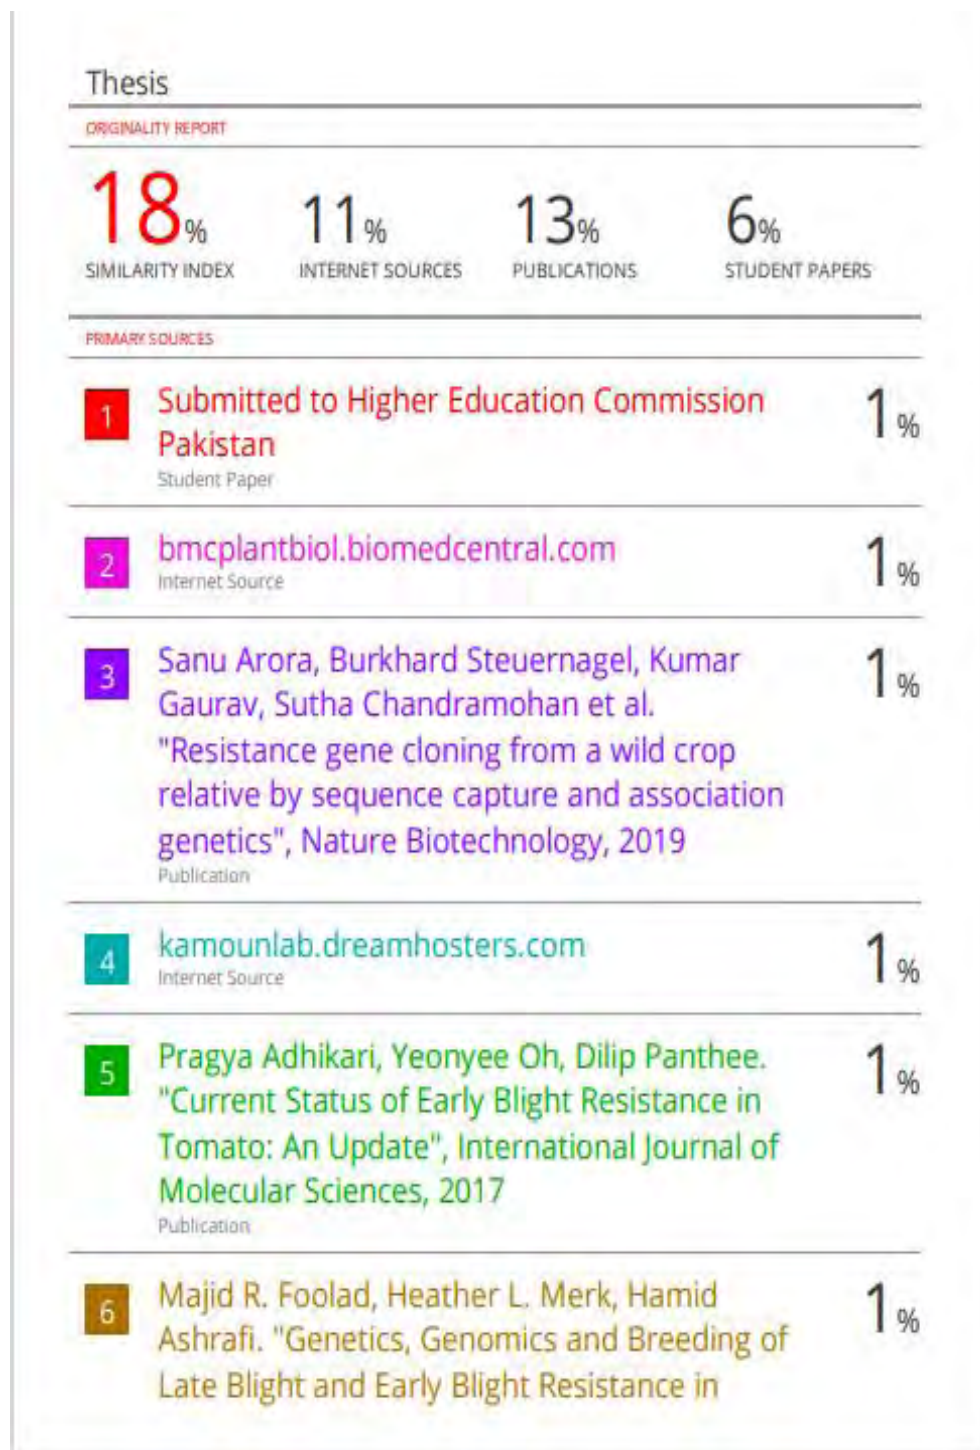 Thesis
ORIGINALITY REPORT
18%
SIMILARITY INDEX
11%
INTERNET SOURCES
13%
PUBLICATIONS
6%
STUDENT PAPERS
PRIMARY SOURCES
1
Submitted to Higher Education Commission
Pakistan
Student Paper
1%
2
bmcplantbiol.biomedcentral.com
Internet Source
1%
3
Sanu Arora, Burkhard Steuernagel, Kumar
Gaurav, Sutha Chandramohan et al.
"Resistance gene cloning from a wild crop
relative by sequence capture and association
genetics", Nature Biotechnology, 2019
Publication
1%
4
kamounlab.dreamhosters.com
Internet Source
1%
5
Pragya Adhikari, Yeonyee Oh, Dilip Panthee.
"Current Status of Early Blight Resistance in
Tomato: An Update", International Journal of
Molecular Sciences, 2017
Publication
1%
6
Majid R. Foolad, Heather L. Merk, Hamid
Ashrafi. "Genetics, Genomics and Breeding of
Late Blight and Early Blight Resistance in
1%